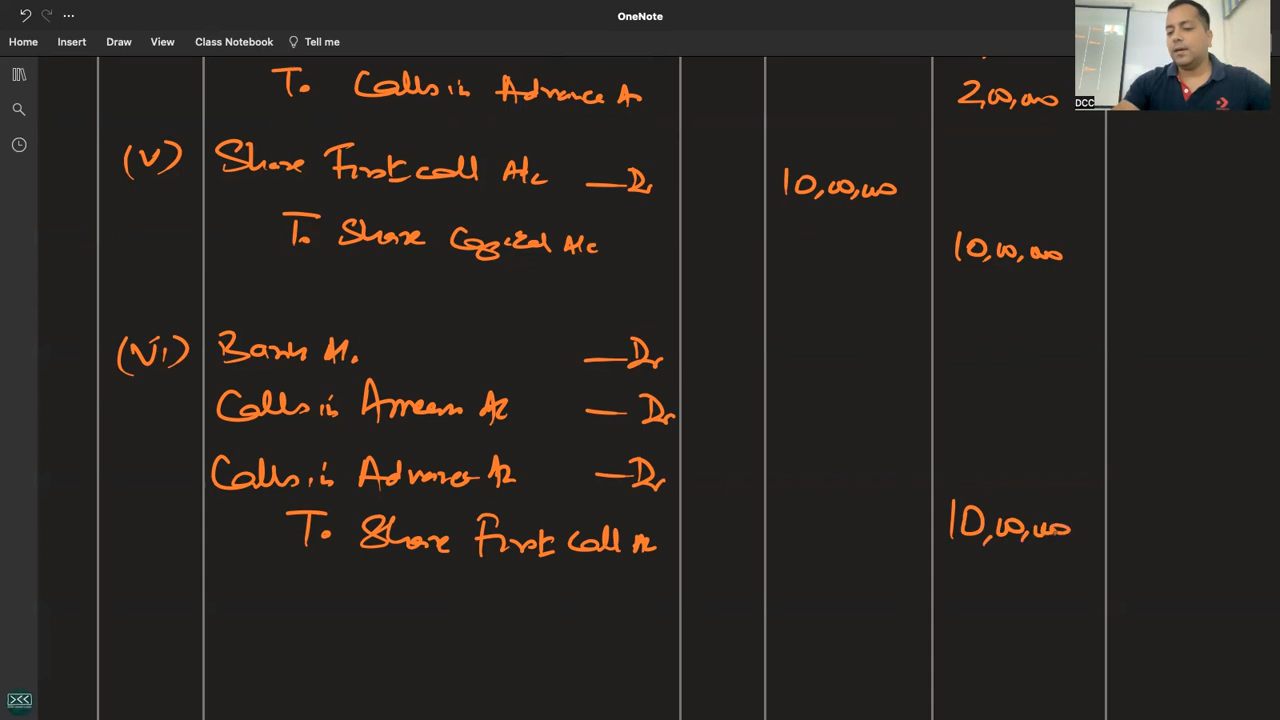 OneNote
Home Insert Draw View Class Notebook Tell me
To Calls in Advance A/c 2,00,000
(V) Share First call A/c — Dr 10,00,000
To Share Capital A/c 10,00,000
(Vi) Bank A/c — Dr
Calls in Arrears A/c — Dr
Calls in Advance A/c — Dr
To Share First Call A/c 10,00,000
DCC
DCC